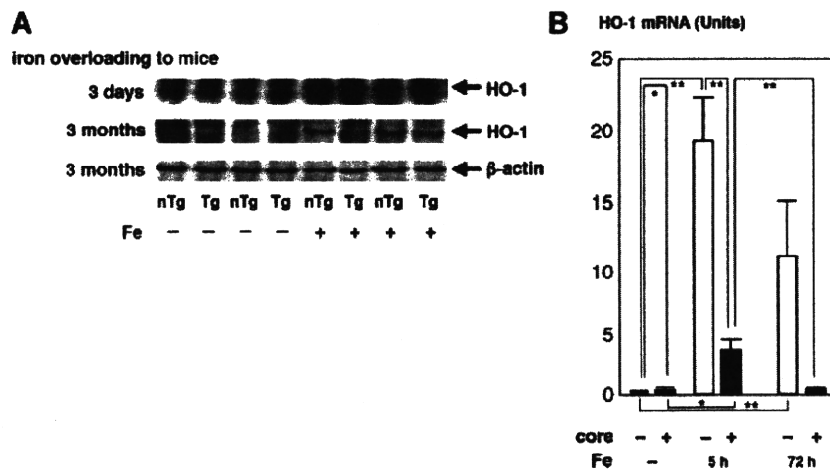 A
iron overloading to mice
3 days HO-1
3 months HO-1
3 months β-actin
nTg Tg nTg Tg nTg Tg nTg Tg
Fe – – – – + + + +
B
HO-1 mRNA (Units)
25
20
15
10
5
0
* ** ** **
* **
core – + – + – +
Fe – 5 h 72 h